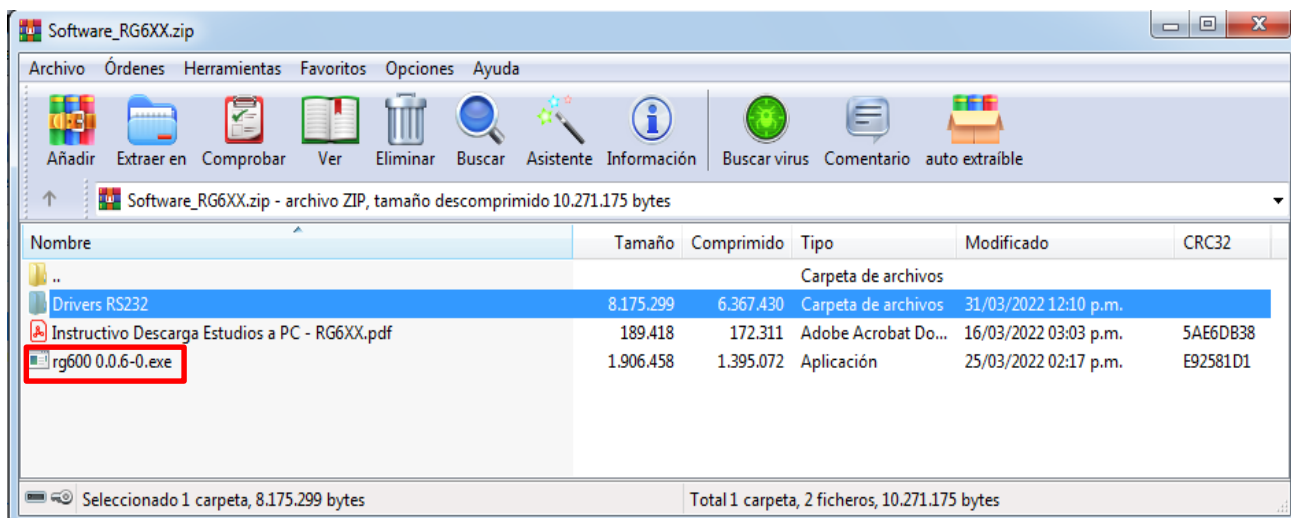 Software_RG6XX.zip
Archivo Órdenes Herramientas Favoritos Opciones Ayuda
Añadir Extraer en Comprobar Ver Eliminar Buscar Asistente Información Buscar virus Comentario auto extraíble
Software_RG6XX.zip - archivo ZIP, tamaño descomprimido 10.271.175 bytes
Nombre Tamaño Comprimido Tipo Modificado CRC32
.. Carpeta de archivos
Drivers RS232 8.175.299 6.367.430 Carpeta de archivos 31/03/2022 12:10 p.m.
Instructivo Descarga Estudios a PC - RG6XX.pdf 189.418 172.311 Adobe Acrobat Do... 16/03/2022 03:03 p.m. 5AE6DB38
rg600 0.0.6-0.exe 1.906.458 1.395.072 Aplicación 25/03/2022 02:17 p.m. E92581D1
Seleccionado 1 carpeta, 8.175.299 bytes Total 1 carpeta, 2 ficheros, 10.271.175 bytes